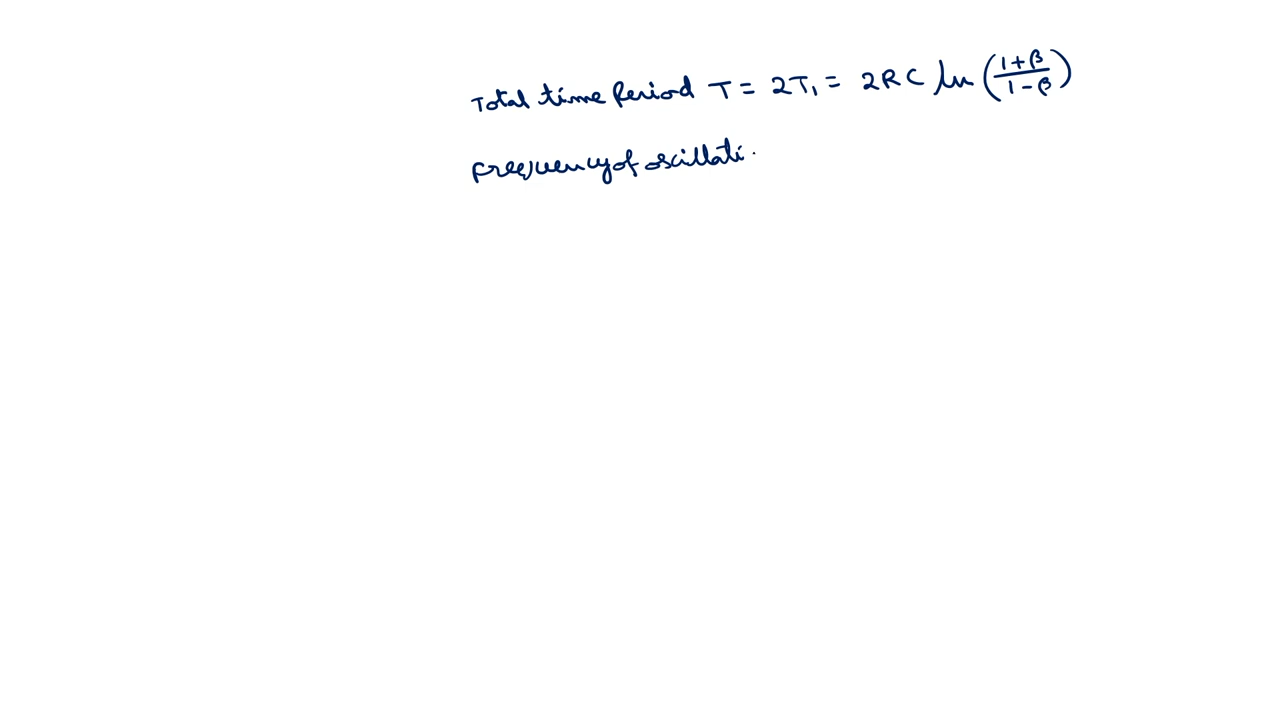 Total time Period T = 2T₁ = 2RC ln (1+β / 1-β)
frequency of oscillati